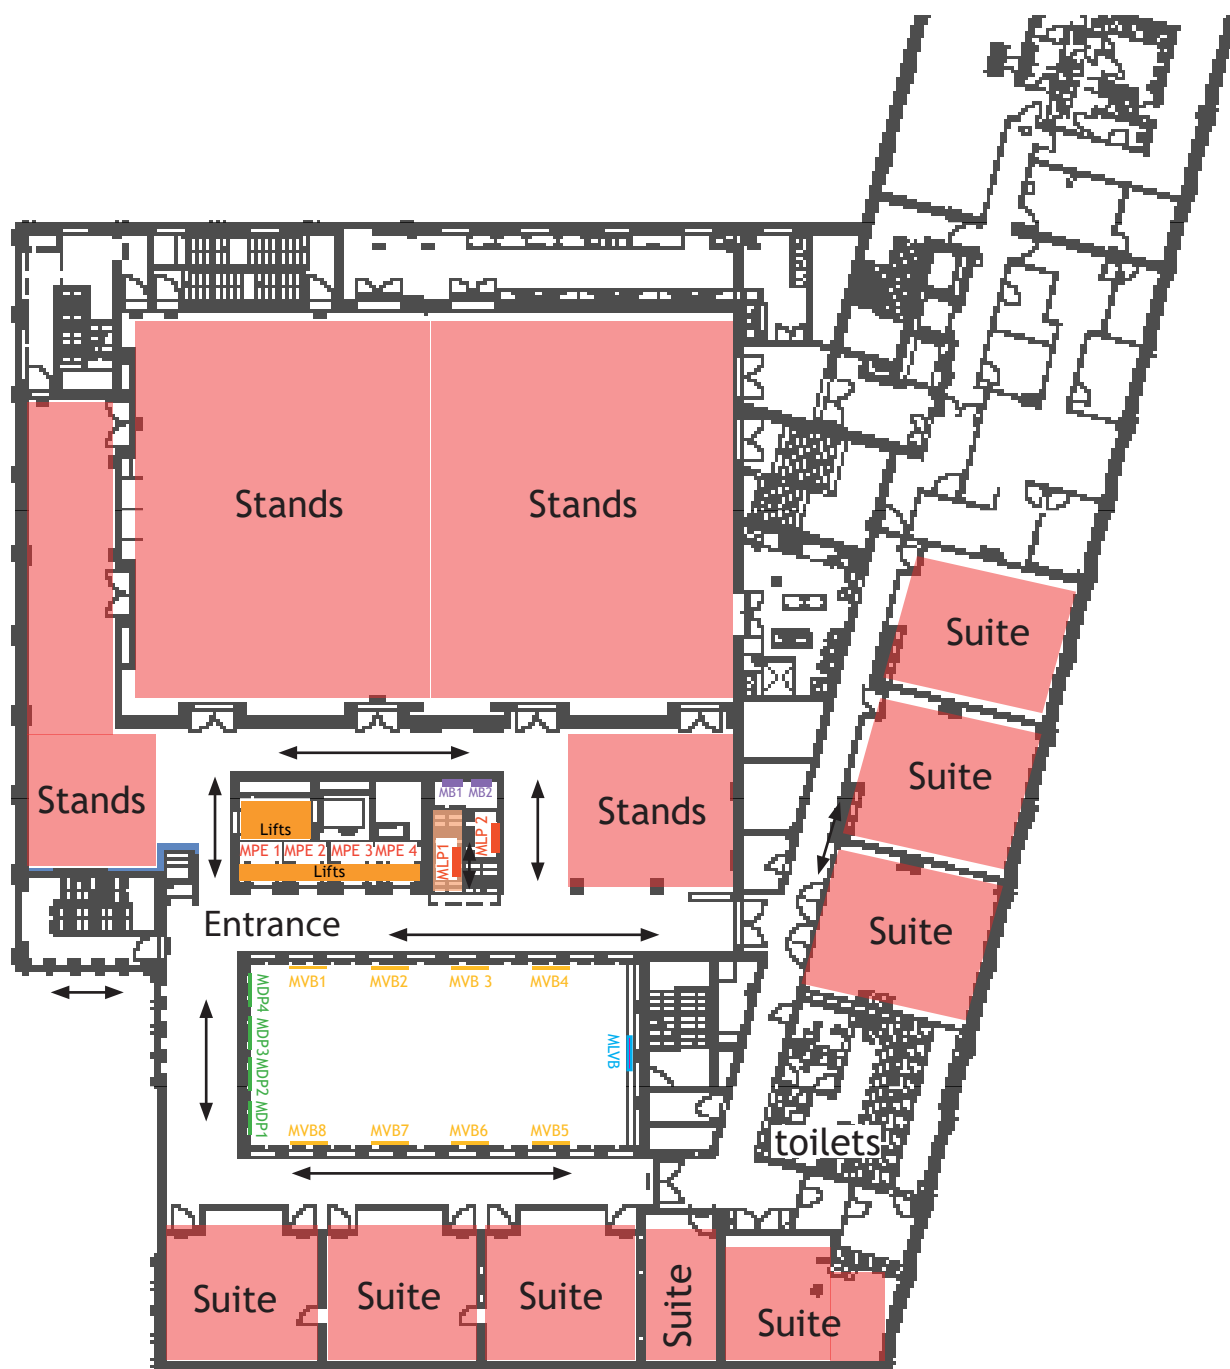 Stands
Stands
Suite
Suite
Stands
MB1
MB2
Stands
Lifts
MLP 2
MPE 1
MPE 2
MPE 3
MPE 4
MLP1
Lifts
Entrance
Suite
MVB1
MVB2
MVB 3
MVB4
MDP4
MDP3
MDP2
MDP1
MLVB
MVB8
MVB7
MVB6
MVB5
toilets
Suite
Suite
Suite
Suite
Suite